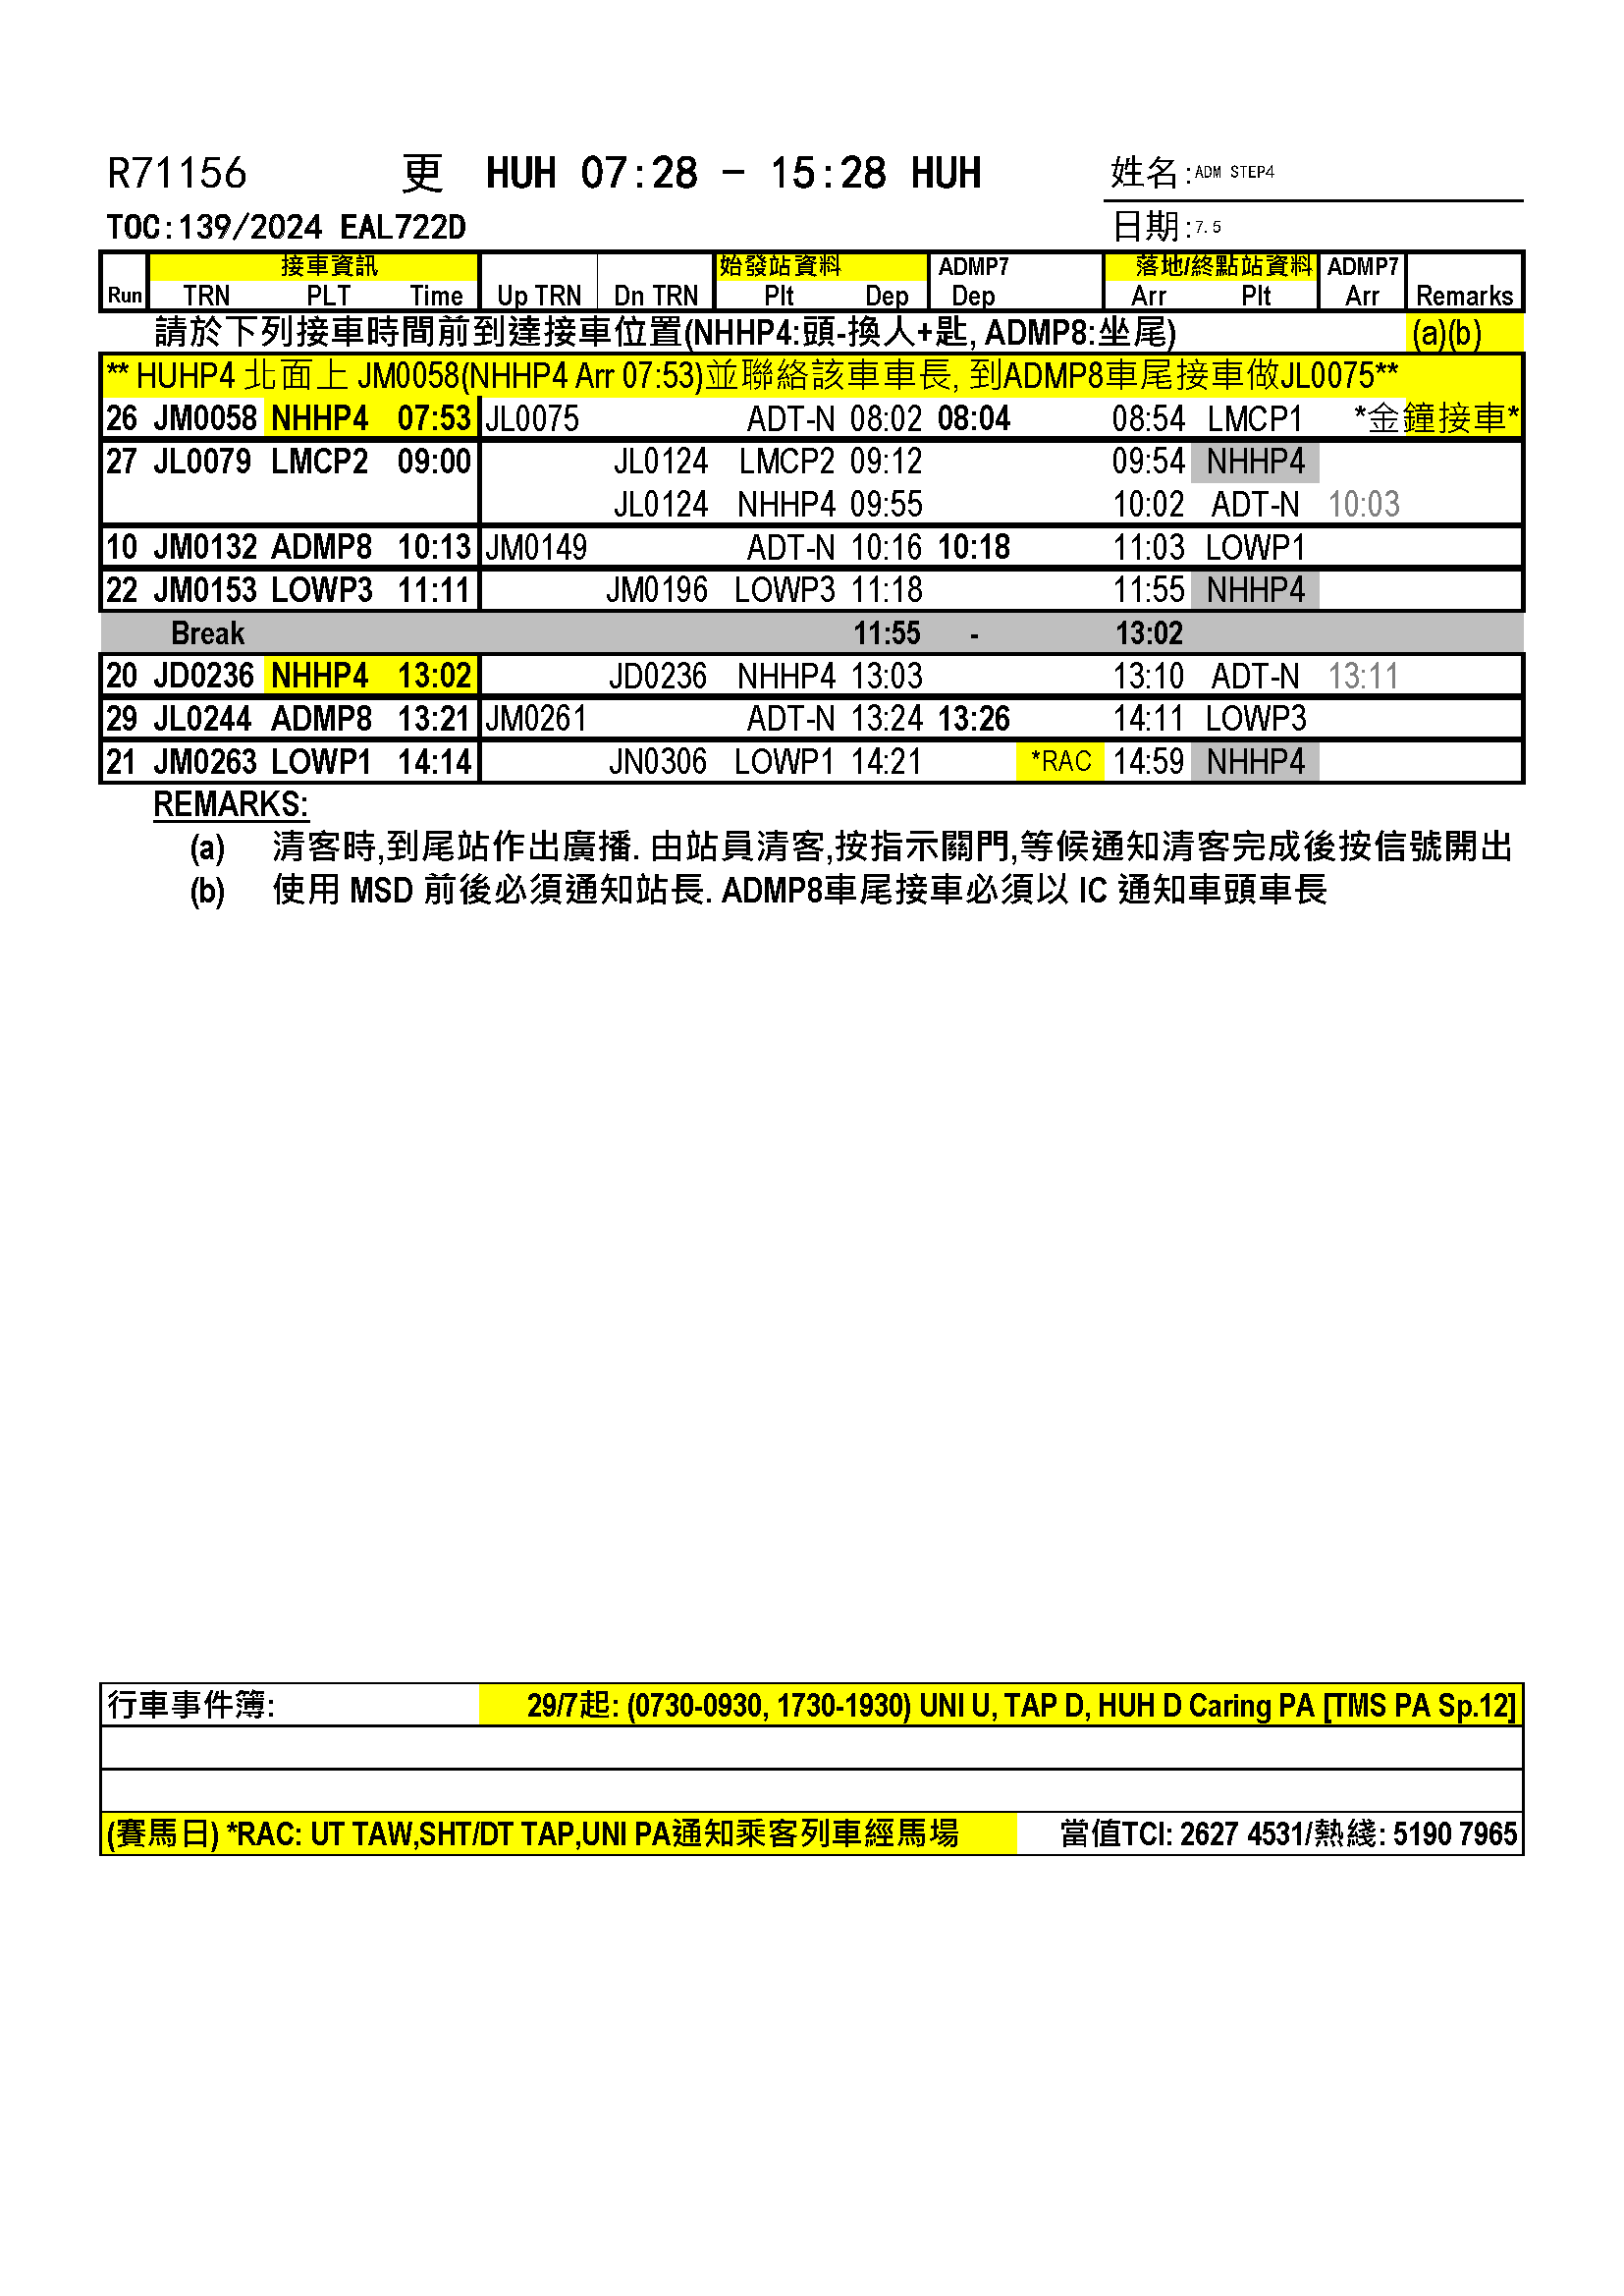 R71156 更 HUH 07:28 - 15:28 HUH 姓名:ADM STEP4
TOC:139/2024 EAL722D 日期:7.5
接車資訊 始發站資料 ADMP7 落地/終點站資料 ADMP7
Run TRN PLT Time Up TRN Dn TRN Plt Dep Dep Arr Plt Arr Remarks
請於下列接車時間前到達接車位置(NHHP4:頭-換人+匙, ADMP8:坐尾) (a)(b)
** HUHP4 北面上 JM0058(NHHP4 Arr 07:53)並聯絡該車車長, 到ADMP8車尾接車做JL0075**
26 JM0058 NHHP4 07:53 JL0075 ADT-N 08:02 08:04 08:54 LMCP1 *金鐘接車*
27 JL0079 LMCP2 09:00 JL0124 LMCP2 09:12 09:54 NHHP4
JL0124 NHHP4 09:55 10:02 ADT-N 10:03
10 JM0132 ADMP8 10:13 JM0149 ADT-N 10:16 10:18 11:03 LOWP1
22 JM0153 LOWP3 11:11 JM0196 LOWP3 11:18 11:55 NHHP4
Break 11:55 - 13:02
20 JD0236 NHHP4 13:02 JD0236 NHHP4 13:03 13:10 ADT-N 13:11
29 JL0244 ADMP8 13:21 JM0261 ADT-N 13:24 13:26 14:11 LOWP3
21 JM0263 LOWP1 14:14 JN0306 LOWP1 14:21 *RAC 14:59 NHHP4
REMARKS:
(a) 清客時,到尾站作出廣播. 由站員清客,按指示關門,等候通知清客完成後按信號開出
(b) 使用 MSD 前後必須通知站長. ADMP8車尾接車必須以 IC 通知車頭車長
行車事件簿: 29/7起: (0730-0930, 1730-1930) UNI U, TAP D, HUH D Caring PA [TMS PA Sp.12]
(賽馬日) *RAC: UT TAW,SHT/DT TAP,UNI PA通知乘客列車經馬場 當值TCI: 2627 4531/熱綫: 5190 7965